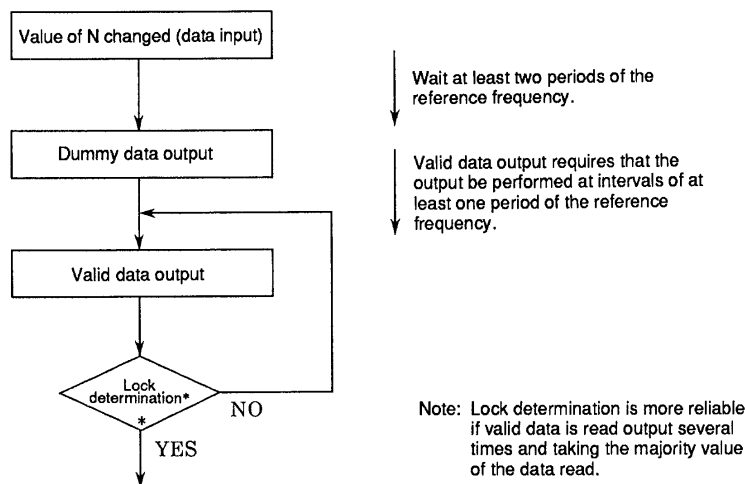 Value of N changed (data input)
Wait at least two periods of the
reference frequency.
Dummy data output
Valid data output requires that the
output be performed at intervals of at
least one period of the reference
frequency.
Valid data output
Lock
determination*
*
NO
YES
Note: Lock determination is more reliable
if valid data is read output several
times and taking the majority value
of the data read.